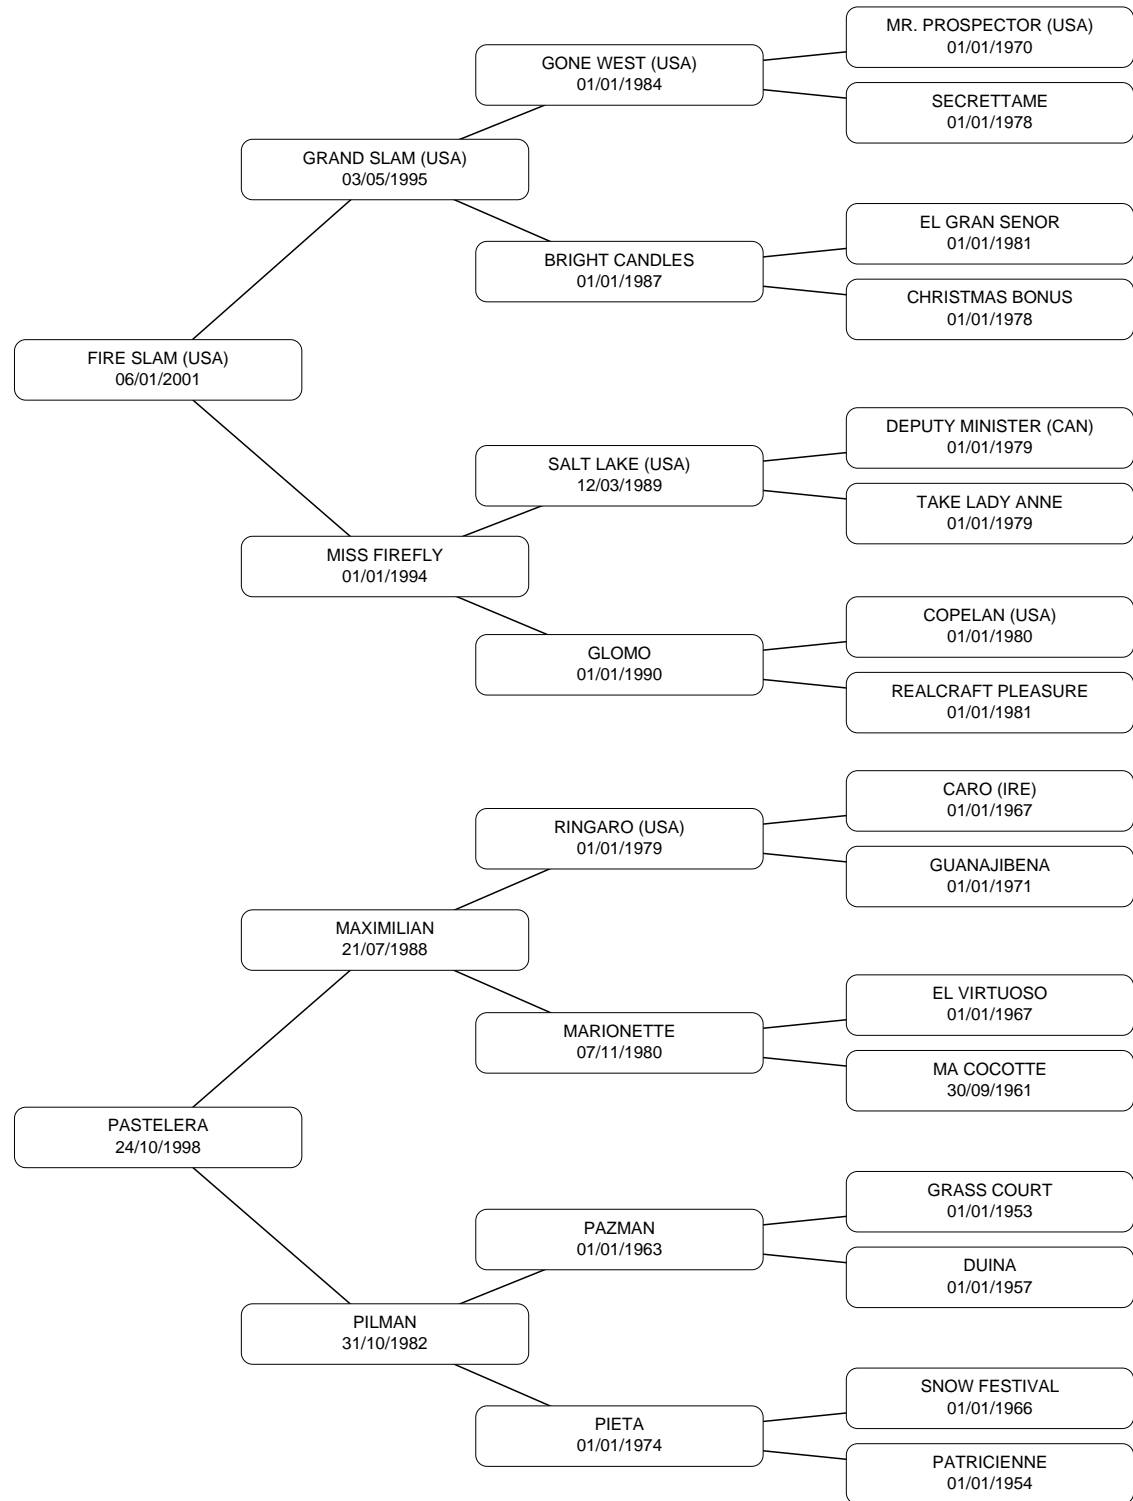 MR. PROSPECTOR (USA)
01/01/1970
GONE WEST (USA)
01/01/1984
SECRETTAME
01/01/1978
GRAND SLAM (USA)
03/05/1995
EL GRAN SENOR
01/01/1981
BRIGHT CANDLES
01/01/1987
CHRISTMAS BONUS
01/01/1978
FIRE SLAM (USA)
06/01/2001
DEPUTY MINISTER (CAN)
01/01/1979
SALT LAKE (USA)
12/03/1989
TAKE LADY ANNE
01/01/1979
MISS FIREFLY
01/01/1994
COPELAN (USA)
01/01/1980
GLOMO
01/01/1990
REALCRAFT PLEASURE
01/01/1981
CARO (IRE)
01/01/1967
RINGARO (USA)
01/01/1979
GUANAJIBENA
01/01/1971
MAXIMILIAN
21/07/1988
EL VIRTUOSO
01/01/1967
MARIONETTE
07/11/1980
MA COCOTTE
30/09/1961
PASTELERA
24/10/1998
GRASS COURT
01/01/1953
PAZMAN
01/01/1963
DUINA
01/01/1957
PILMAN
31/10/1982
SNOW FESTIVAL
01/01/1966
PIETA
01/01/1974
PATRICIENNE
01/01/1954